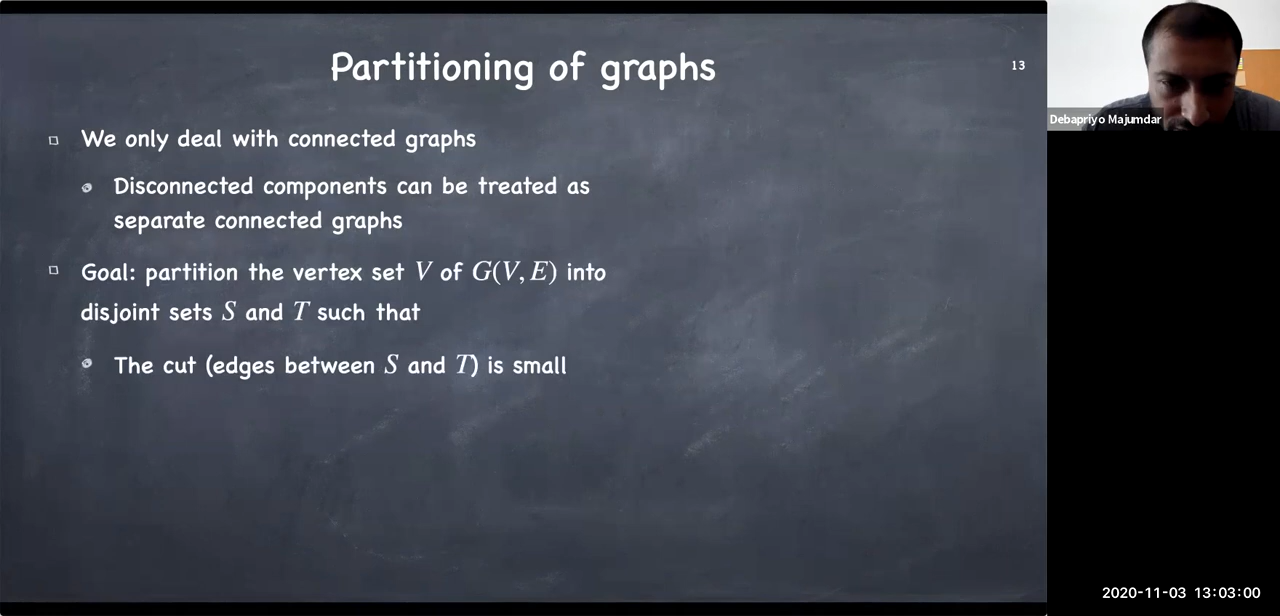 Partitioning of graphs
13
We only deal with connected graphs
Disconnected components can be treated as
separate connected graphs
Goal: partition the vertex set V of G(V, E) into
disjoint sets S and T such that
The cut (edges between S and T) is small
Debapriyo Majumdar
2020-11-03 13:03:00